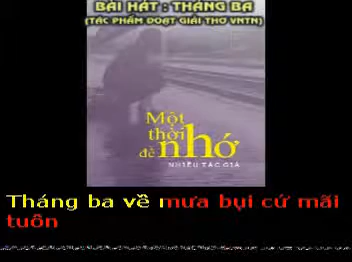 BÀI HÁT : THÁNG BA
(TÁC PHẨM ĐOẠT GIẢI THƠ VNTN)
Một
thời
để nhớ
NHIỀU TÁC GIẢ
Tháng ba về mưa bụi cứ mãi
tuôn